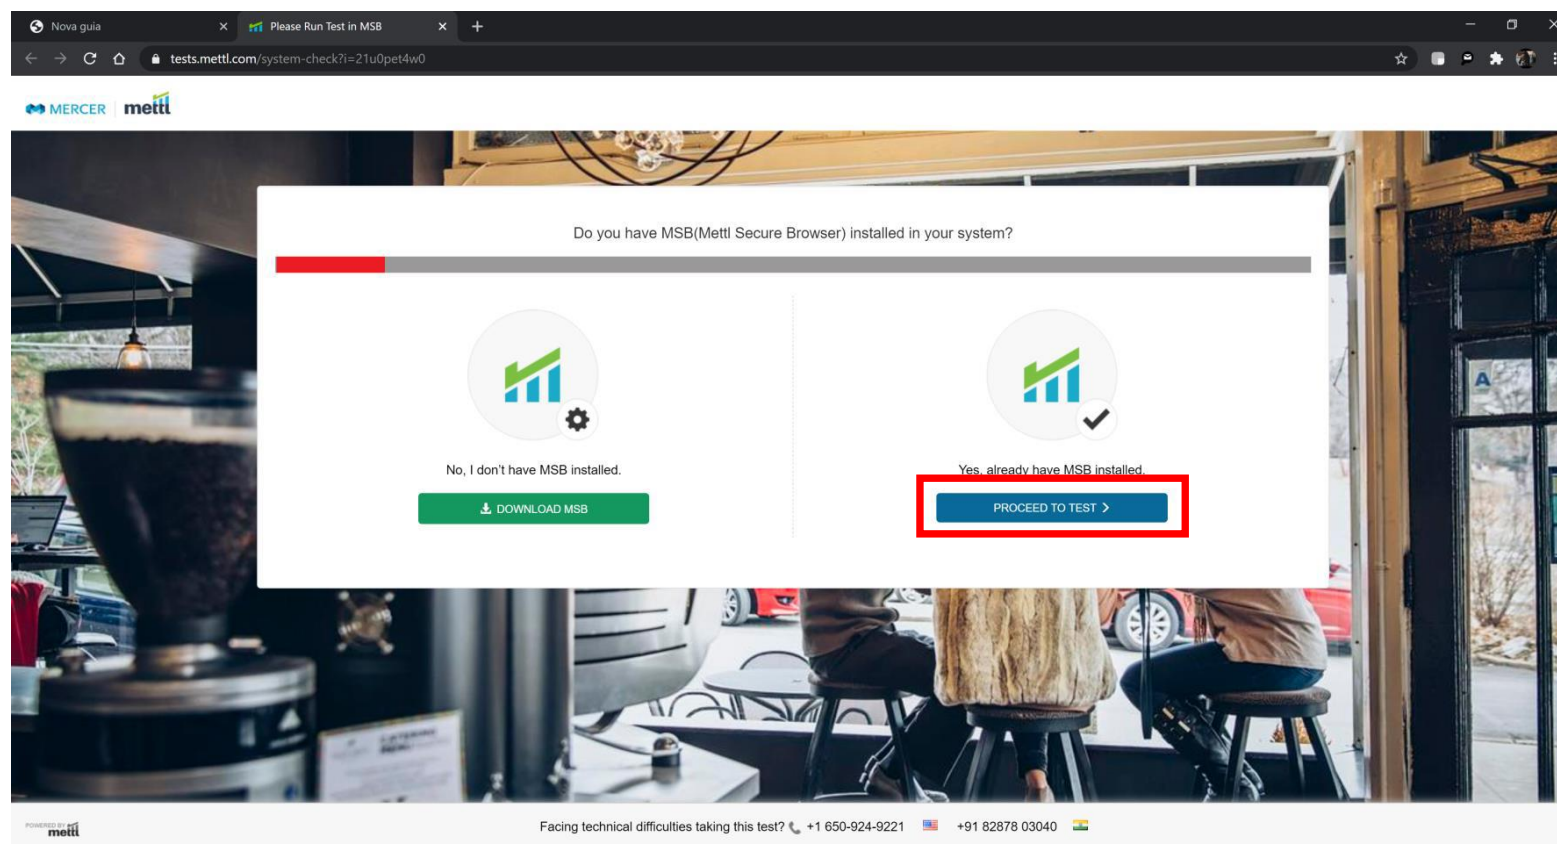 Nova guia
Please Run Test in MSB
tests.mettl.com/system-check?i=21u0pet4w0
MERCER mettl
Do you have MSB(Mettl Secure Browser) installed in your system?
No, I don't have MSB installed.
Yes, already have MSB installed.
DOWNLOAD MSB
PROCEED TO TEST
A
POWERED BY
mettl
Facing technical difficulties taking this test? +1 650-924-9221 +91 82878 03040